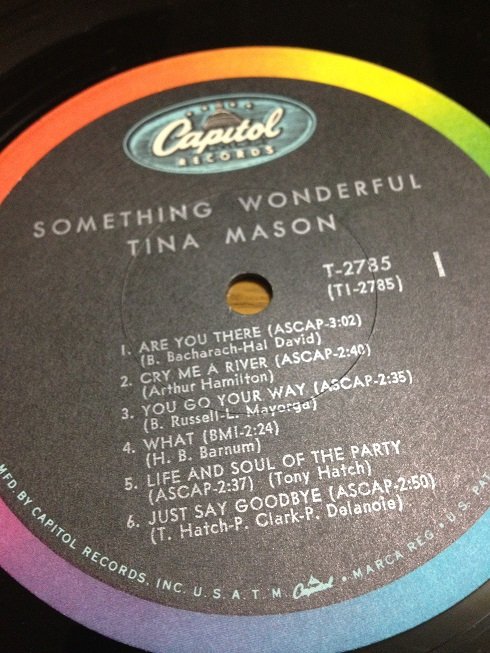 Capitol
RECORDS
SOMETHING WONDERFUL
TINA MASON
T-2785
(T1-2785)
1
1. ARE YOU THERE (ASCAP-3:02)
(B. Bacharach-Hal David)
2. CRY ME A RIVER (ASCAP-2:40)
(Arthur Hamilton)
3. YOU GO YOUR WAY (ASCAP-2:35)
(B. Russell-L. Mayorga)
4. WHAT (BMI-2:24)
(H. B. Barnum)
5. LIFE AND SOUL OF THE PARTY
(ASCAP-2:37) (Tony Hatch)
6. JUST SAY GOODBYE (ASCAP-2:50)
(T. Hatch-P. Clark-P. Delanoie)
MFD BY CAPITOL RECORDS, INC. U.S.A. T.M. Capitol • MARCA REG. • U.S. PAT.